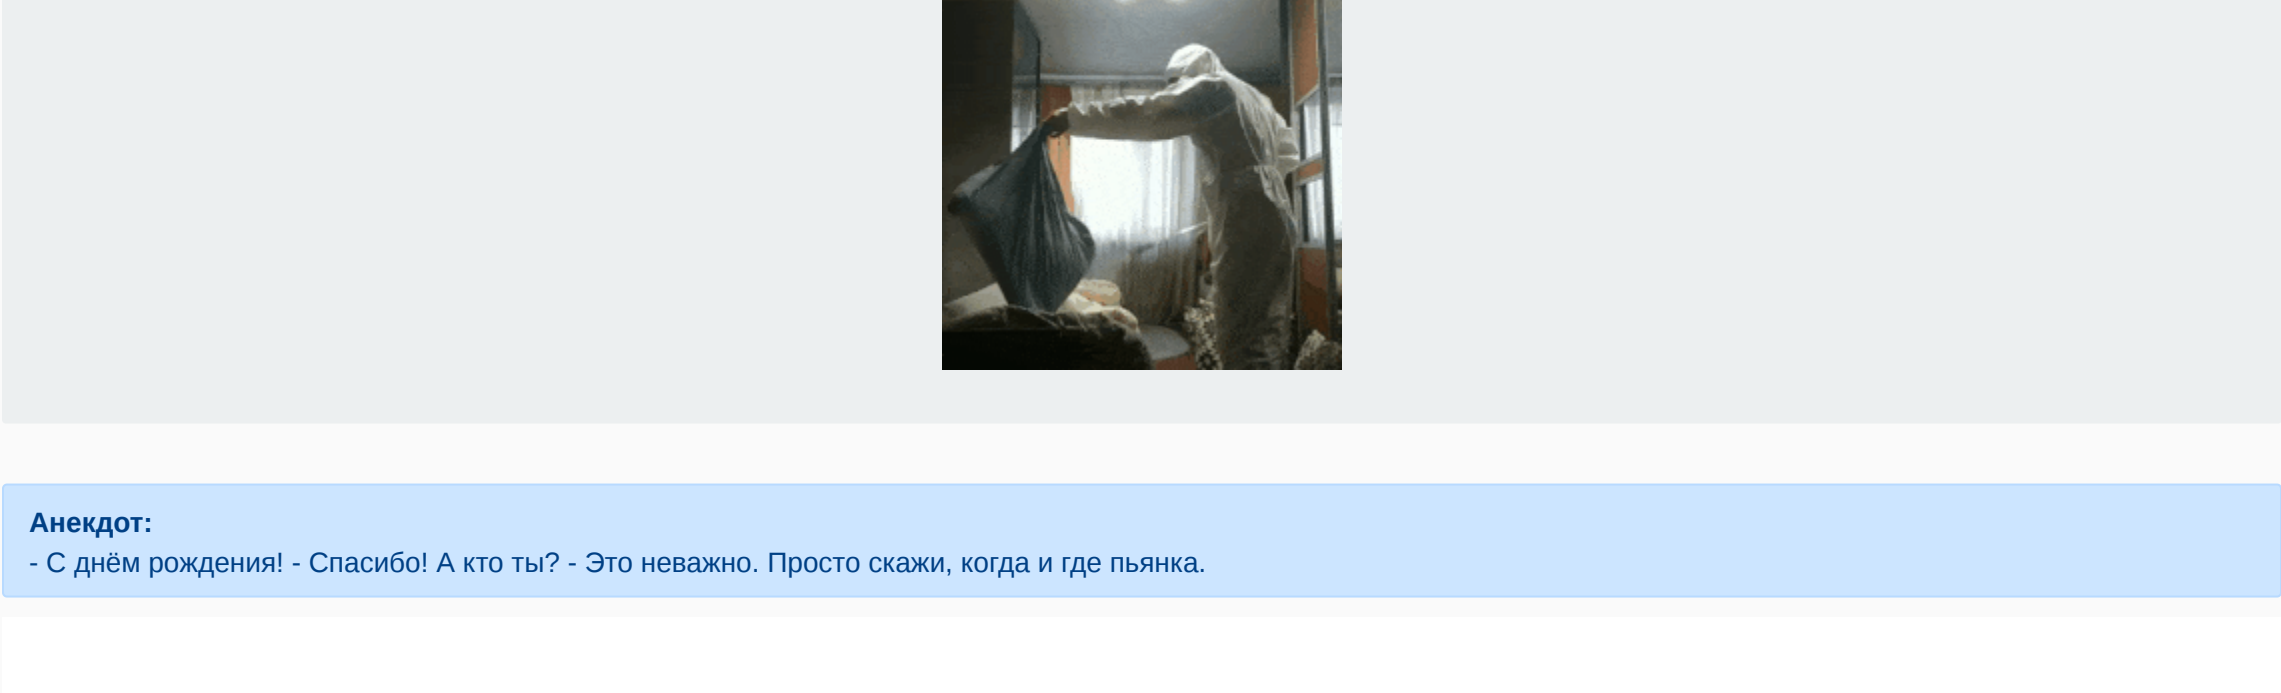 Анекдот:
- С днём рождения! - Спасибо! А кто ты? - Это неважно. Просто скажи, когда и где пьянка.